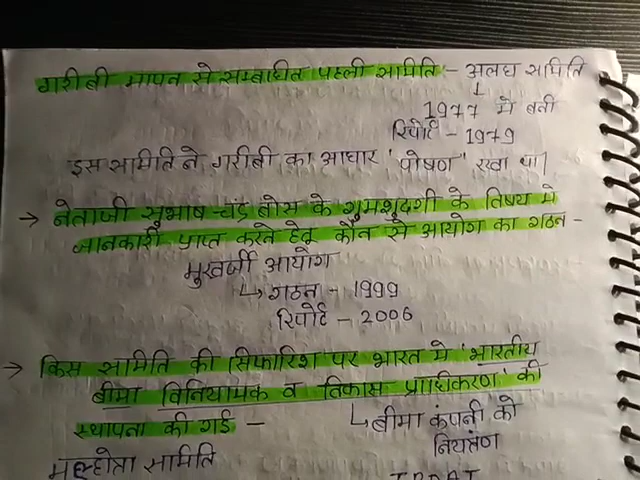 गरीबी मापन से सम्बाधित पहली समिति - अलघ समिति
↓
1977 मे बनी
रिपोर्ट - 1979
इस समिति ने गरीबी का आधार 'पोषण' रखा था|
→ नेताजी सुभाष चंद्र बोस के गुमशुदगी के विषय मे
जानकारी प्राप्त करने हेतू कौन से आयोग का गठन -
मुखर्जी आयोग
↳ गठन - 1999
रिपोर्ट - 2006
→ किस समिति की सिफारिश पर भारत मे 'भारतीय
बीमा विनियामक व विकास प्राधिकरण' की
स्थापना की गई - ↳ बीमा कंपनी को
नियंत्रण
मल्होत्रा समिति
IRDAI